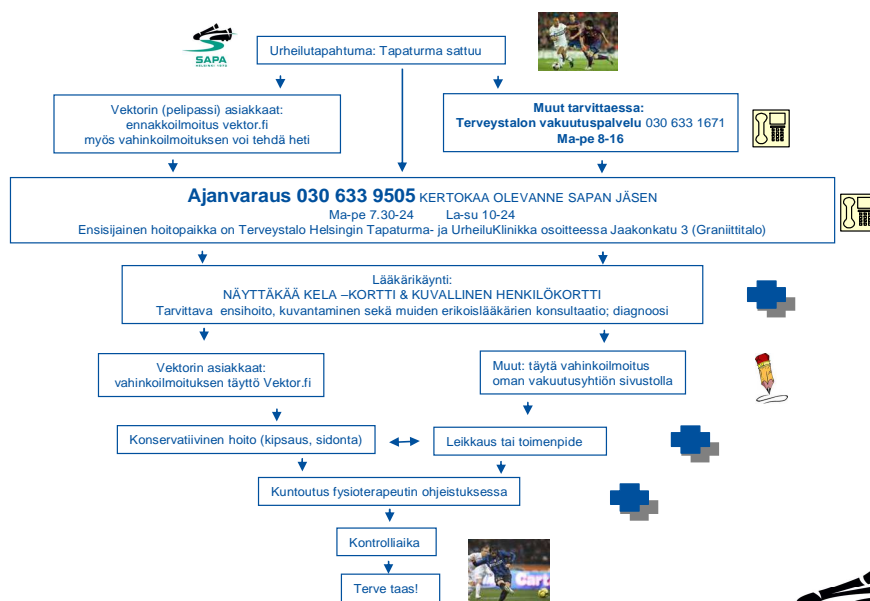 SAPA
HELSINKI 1976
Urheilutapahtuma: Tapaturma sattuu
Vektorin (pelipassi) asiakkaat:
ennakkoilmoitus vektor.fi
myös vahinkoilmoituksen voi tehdä heti
Muut tarvittaessa:
Terveystalon vakuutuspalvelu 030 633 1671
Ma-pe 8-16
Ajanvaraus 030 633 9505 KERTOKAA OLEVANNE SAPAN JÄSEN
Ma-pe 7.30-24 La-su 10-24
Ensisijainen hoitopaikka on Terveystalo Helsingin Tapaturma- ja UrheiluKlinikka osoitteessa Jaakonkatu 3 (Graniittitalo)
Lääkärikäynti:
NÄYTTÄKÄÄ KELA –KORTTI & KUVALLINEN HENKILÖKORTTI
Tarvittava ensihoito, kuvantaminen sekä muiden erikoislääkärien konsultaatio; diagnoosi
Vektorin asiakkaat:
vahinkoilmoituksen täyttö Vektor.fi
Muut: täytä vahinkoilmoitus
oman vakuutusyhtiön sivustolla
Konservatiivinen hoito (kipsaus, sidonta)
Leikkaus tai toimenpide
Kuntoutus fysioterapeutin ohjeistuksessa
Kontrolliaika
Terve taas!